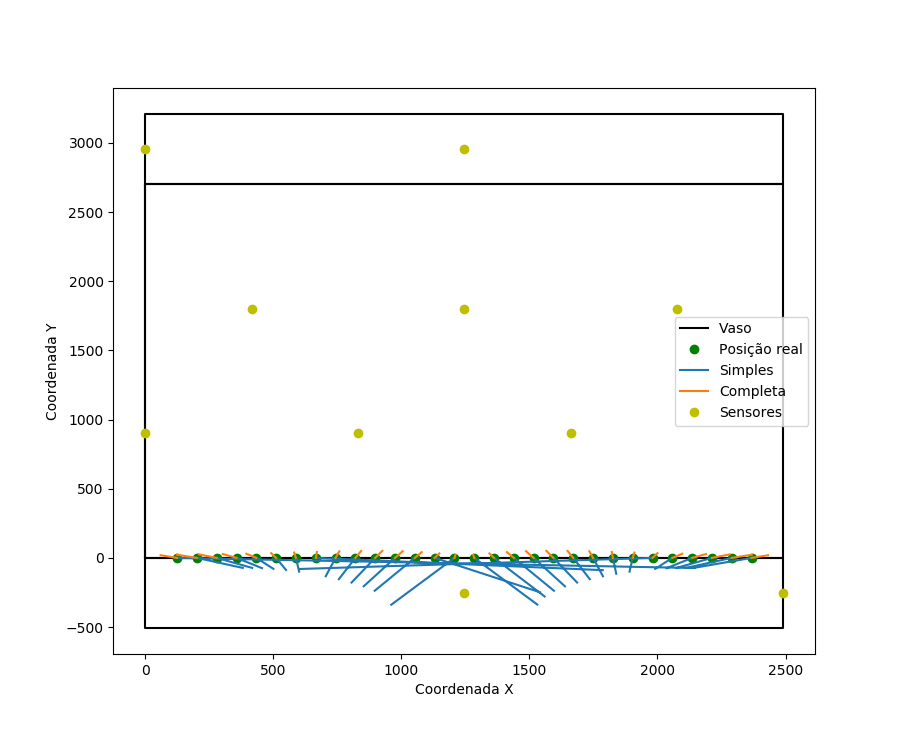 3000
2500
2000
1500
1000
500
0
−500
Coordenada Y
Vaso
Posição real
Simples
Completa
Sensores
0
500
1000
1500
2000
2500
Coordenada X